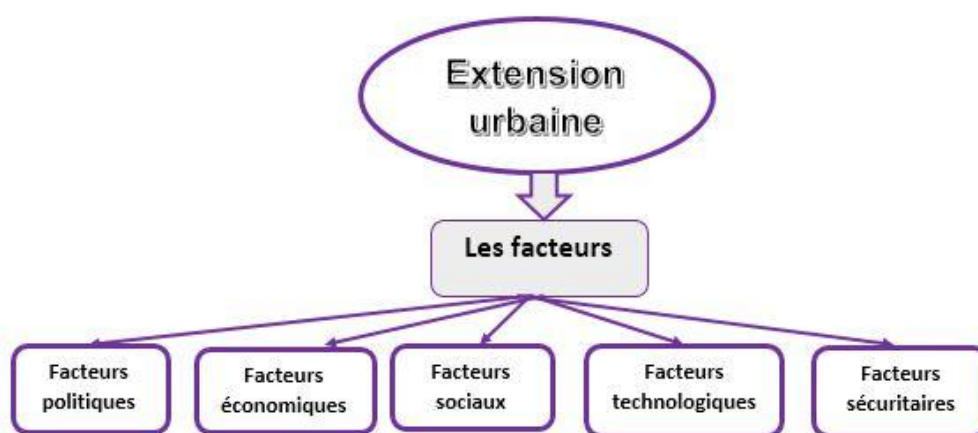 Extension
urbaine
Les facteurs
Facteurs
politiques
Facteurs
économiques
Facteurs
sociaux
Facteurs
technologiques
Facteurs
sécuritaires